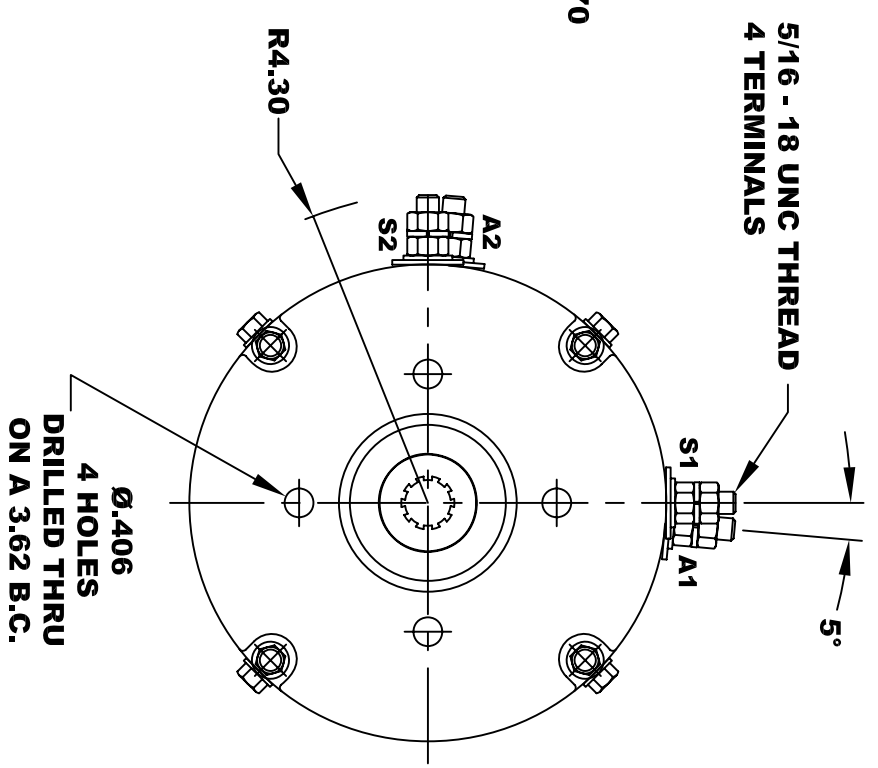 70
5/16 - 18 UNC THREAD
4 TERMINALS
R4.30
S2
A2
S1
A1
5°
Ø.406
4 HOLES
DRILLED THRU
ON A 3.62 B.C.